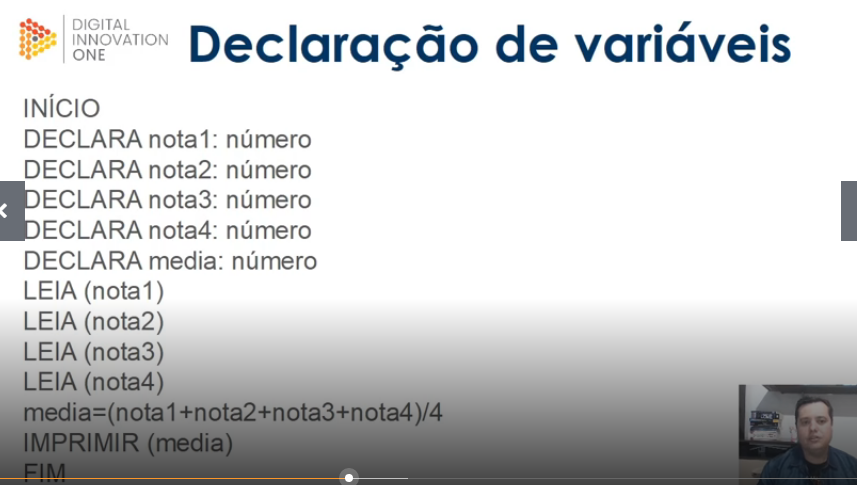 DIGITAL
INNOVATION
ONE
Declaração de variáveis
INÍCIO
DECLARA nota1: número
DECLARA nota2: número
DECLARA nota3: número
DECLARA nota4: número
DECLARA media: número
LEIA (nota1)
LEIA (nota2)
LEIA (nota3)
LEIA (nota4)
media=(nota1+nota2+nota3+nota4)/4
IMPRIMIR (media)
FIM